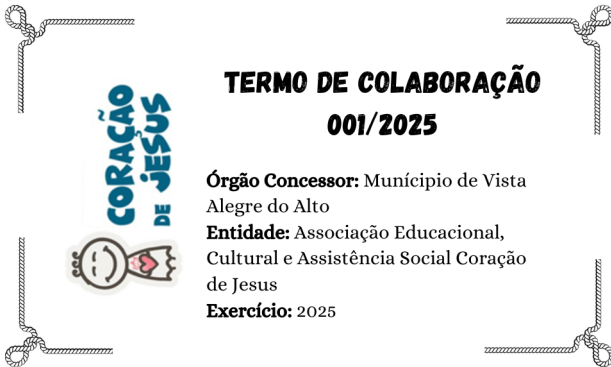 CORAÇÃO
DE JESUS
TERMO DE COLABORAÇÃO
001/2025
Órgão Concessor: Munícipio de Vista
Alegre do Alto
Entidade: Associação Educacional,
Cultural e Assistência Social Coração
de Jesus
Exercício: 2025